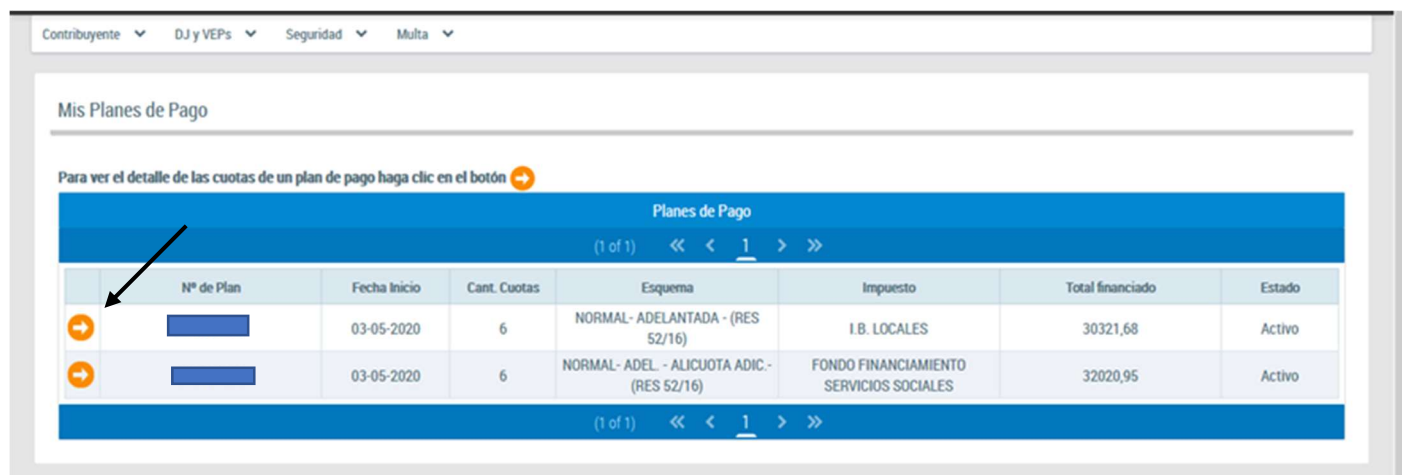 Contribuyente DJ y VEPs Seguridad Multa
Mis Planes de Pago
Para ver el detalle de las cuotas de un plan de pago haga clic en el botón
Planes de Pago
(1 of 1) 1
Nº de Plan Fecha Inicio Cant. Cuotas Esquema Impuesto Total financiado Estado
03-05-2020 6 NORMAL- ADELANTADA - (RES
52/16) I.B. LOCALES 30321,68 Activo
03-05-2020 6 NORMAL- ADEL. - ALICUOTA ADIC.-
(RES 52/16) FONDO FINANCIAMIENTO
SERVICIOS SOCIALES 32020,95 Activo
(1 of 1) 1